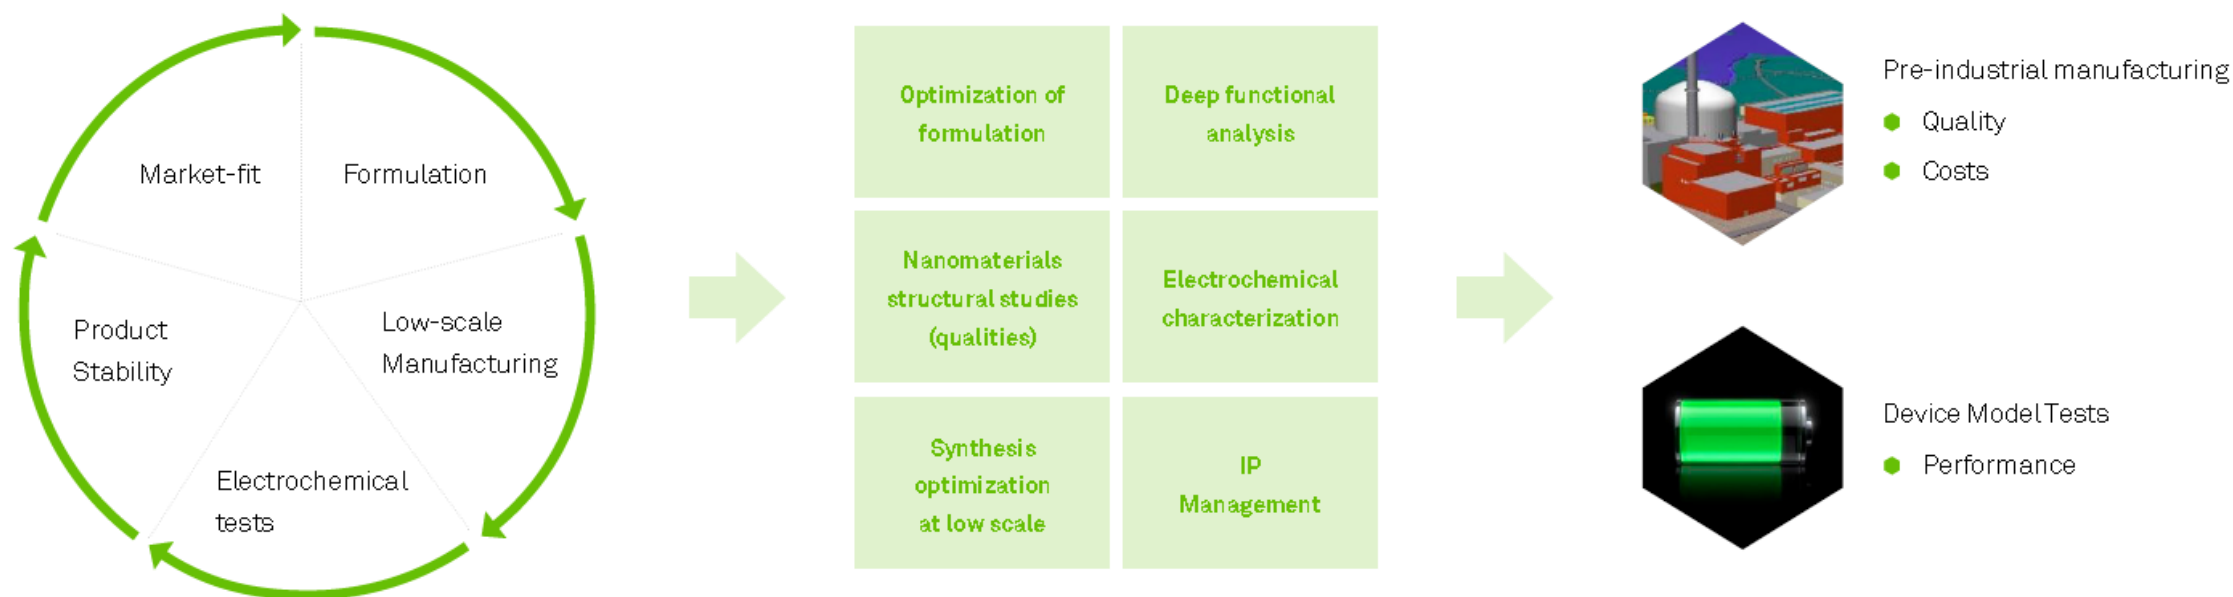 Market-fit
Formulation
Low-scale
Manufacturing
Electrochemical
tests
Product
Stability
Optimization of
formulation
Deep functional
analysis
Nanomaterials
structural studies
(qualities)
Electrochemical
characterization
Synthesis
optimization
at low scale
IP
Management
Pre-industrial manufacturing
Quality
Costs
Device Model Tests
Performance